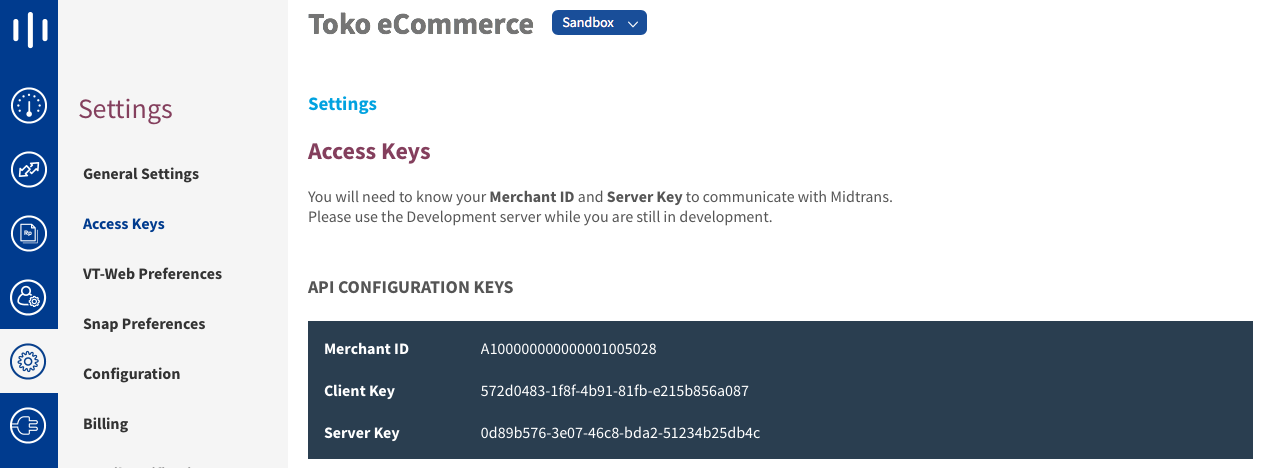 Toko eCommerce Sandbox
Settings
General Settings
Access Keys
VT-Web Preferences
Snap Preferences
Configuration
Billing
Rp
Settings
Access Keys
You will need to know your Merchant ID and Server Key to communicate with Midtrans.
Please use the Development server while you are still in development.
API CONFIGURATION KEYS
Merchant ID A100000000000001005028
Client Key 572d0483-1f8f-4b91-81fb-e215b856a087
Server Key 0d89b576-3e07-46c8-bda2-51234b25db4c